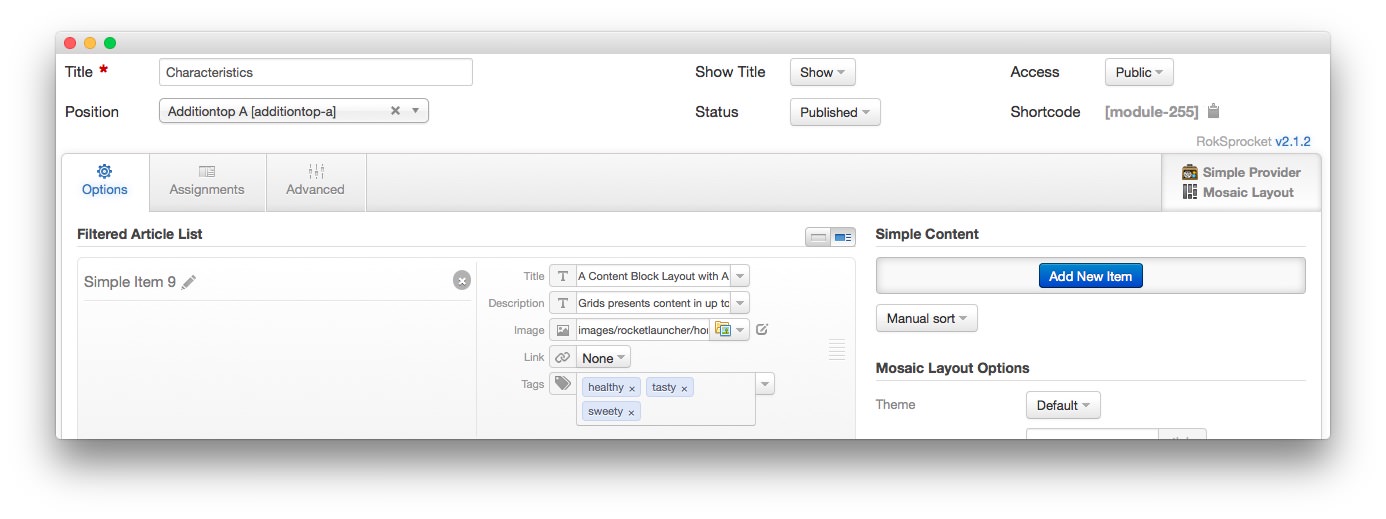 Title * Characteristics Show Title Show Access Public
Position Additiontop A [additiontop-a] Status Published Shortcode [module-255]
RokSprocket v2.1.2
Options Assignments Advanced
Simple Provider
Mosaic Layout
Filtered Article List
Simple Item 9
Title A Content Block Layout with A
Description Grids presents content in up to
Image images/rocketlauncher/hor
Link None
Tags healthy × tasty ×
sweety ×
Simple Content
Add New Item
Manual sort
Mosaic Layout Options
Theme Default